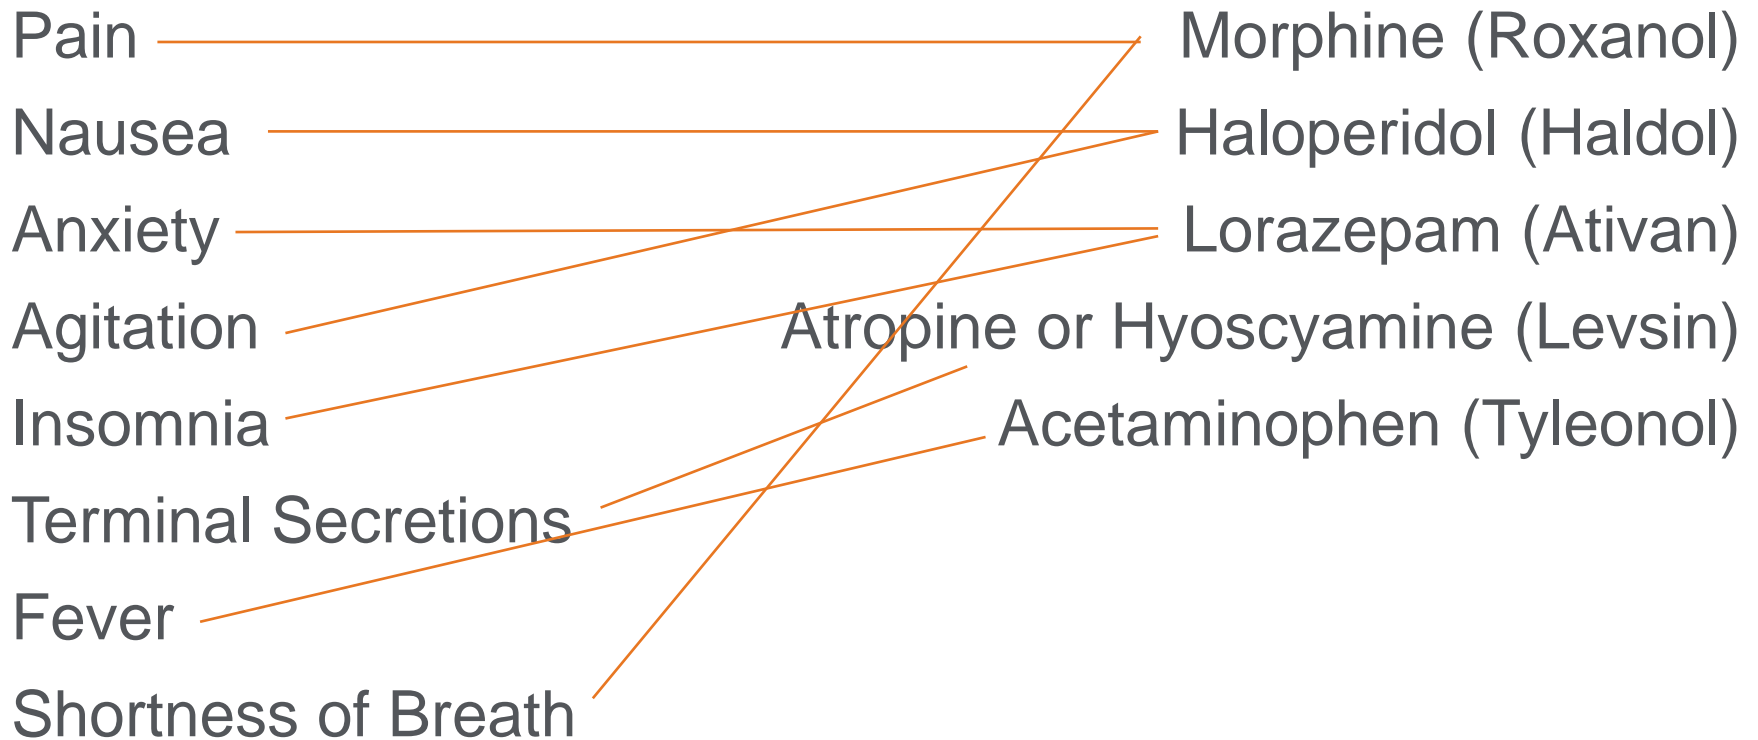 Pain Morphine (Roxanol)
Nausea Haloperidol (Haldol)
Anxiety Lorazepam (Ativan)
Agitation Atropine or Hyoscyamine (Levsin)
Insomnia Acetaminophen (Tyleonol)
Terminal Secretions
Fever
Shortness of Breath